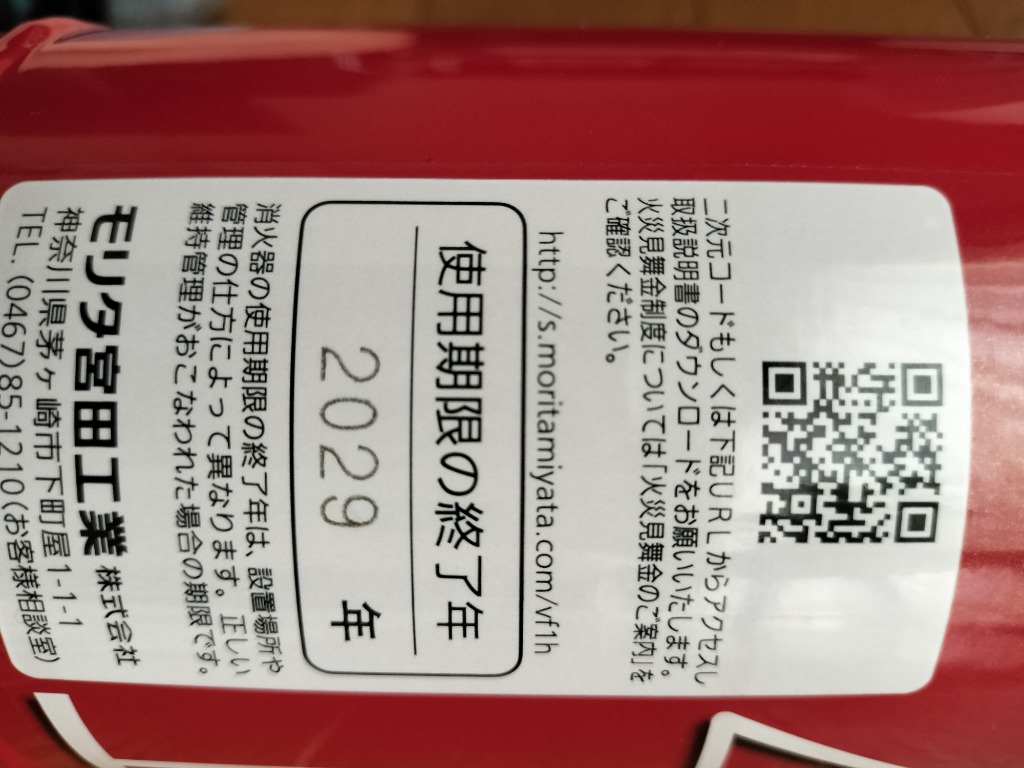 二次元コードもしくは下記URLからアクセスし
取扱説明書のダウンロードをお願いいたします。
火災見舞金制度については「火災見舞金のご案内」を
ご確認ください。
http://s.moritamiyata.com/vf1h
使用期限の終了年
2029 年
消火器の使用期限の終了年は、設置場所や
管理の仕方によって異なります。正しい
維持管理がおこなわれた場合の期限です。
モリタ宮田工業株式会社
神奈川県茅ヶ崎市下町屋1-1-1
TEL.(0467)85-1210(お客様相談室)